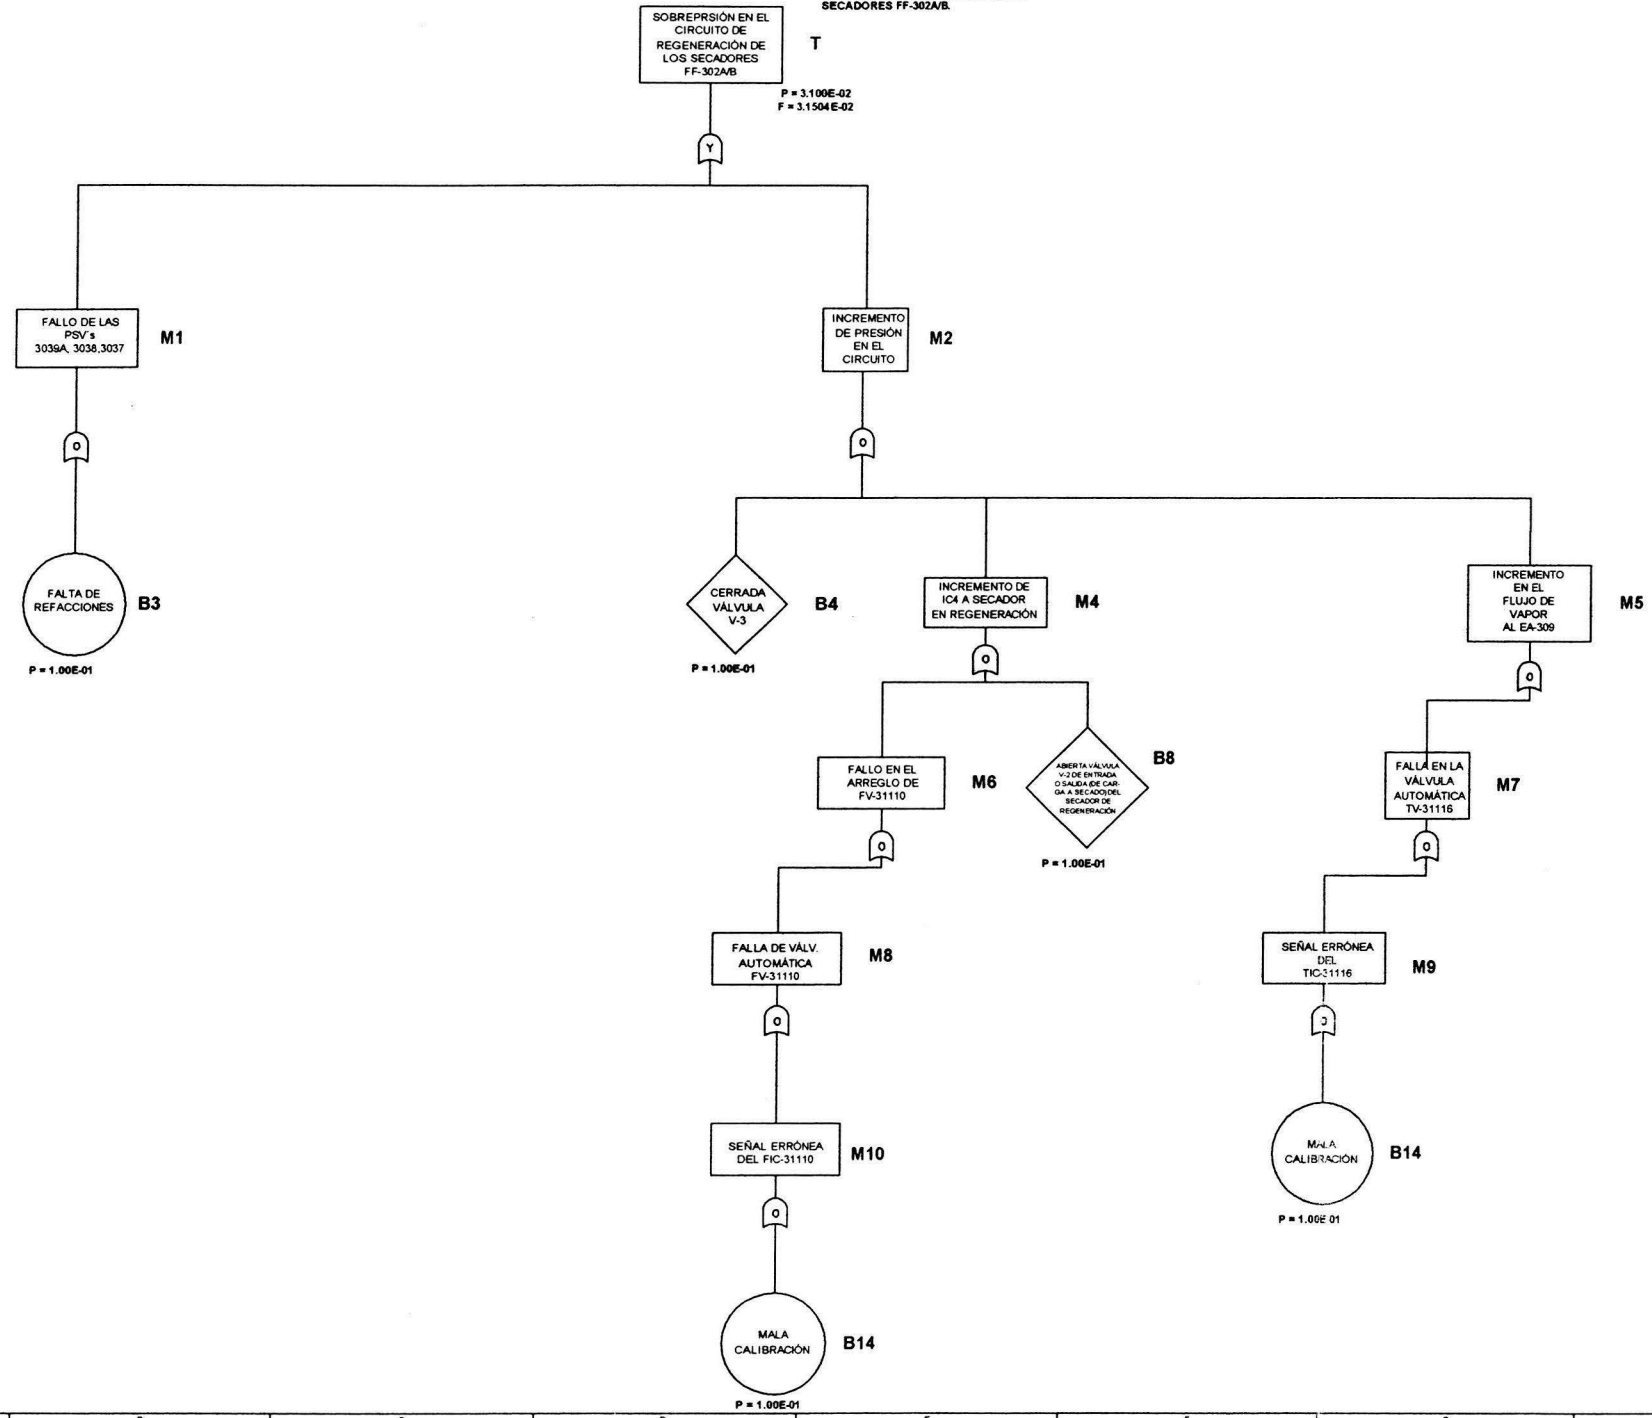 SECADORES FF-302A/B.
SOBREPRSIÓN EN EL
CIRCUITO DE
REGENERACIÓN DE
LOS SECADORES
FF-302A/B
T
P = 3.100E-02
F = 3.1504E-02
Y
FALLO DE LAS
PSV's
3039A, 3038,3037
M1
INCREMENTO
DE PRESIÓN
EN EL
CIRCUITO
M2
O
O
FALTA DE
REFACCIONES
B3
P = 1.00E-01
CERRADA
VÁLVULA
V-3
B4
P = 1.00E-01
INCREMENTO DE
IC4 A SECADOR
EN REGENERACIÓN
M4
O
INCREMENTO
EN EL
FLUJO DE
VAPOR
AL EA-309
M5
O
FALLO EN EL
ARREGLO DE
FV-31110
M6
O
ABIERTA VÁLVULA
V-2 DE ENTRADA
O SALIDA (DE CAR-
GA A SECADO) DEL
SECADOR DE
REGENERACIÓN
B8
P = 1.00E-01
FALLA EN LA
VÁLVULA
AUTOMÁTICA
TV-31116
M7
O
FALLA DE VÁLV.
AUTOMÁTICA
FV-31110
M8
O
SEÑAL ERRÓNEA
DEL
TIC-31116
M9
O
SEÑAL ERRÓNEA
DEL FIC-31110
M10
O
MALA
CALIBRACIÓN
B14
P = 1.00E 01
MALA
CALIBRACIÓN
B14
P = 1.00E-01